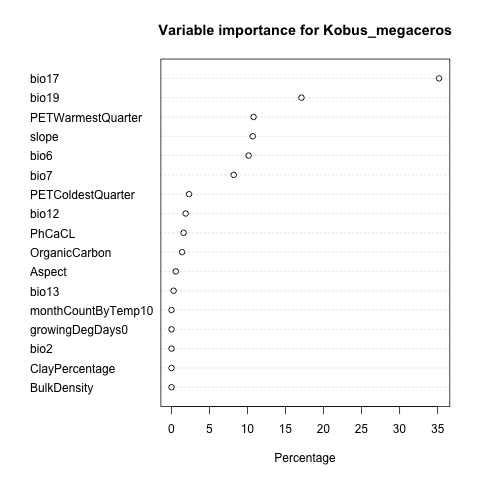 Variable importance for Kobus_megaceros
bio17
bio19
PETWarmestQuarter
slope
bio6
bio7
PETColdestQuarter
bio12
PhCaCL
OrganicCarbon
Aspect
bio13
monthCountByTemp10
growingDegDays0
bio2
ClayPercentage
BulkDensity
0 5 10 15 20 25 30 35
Percentage